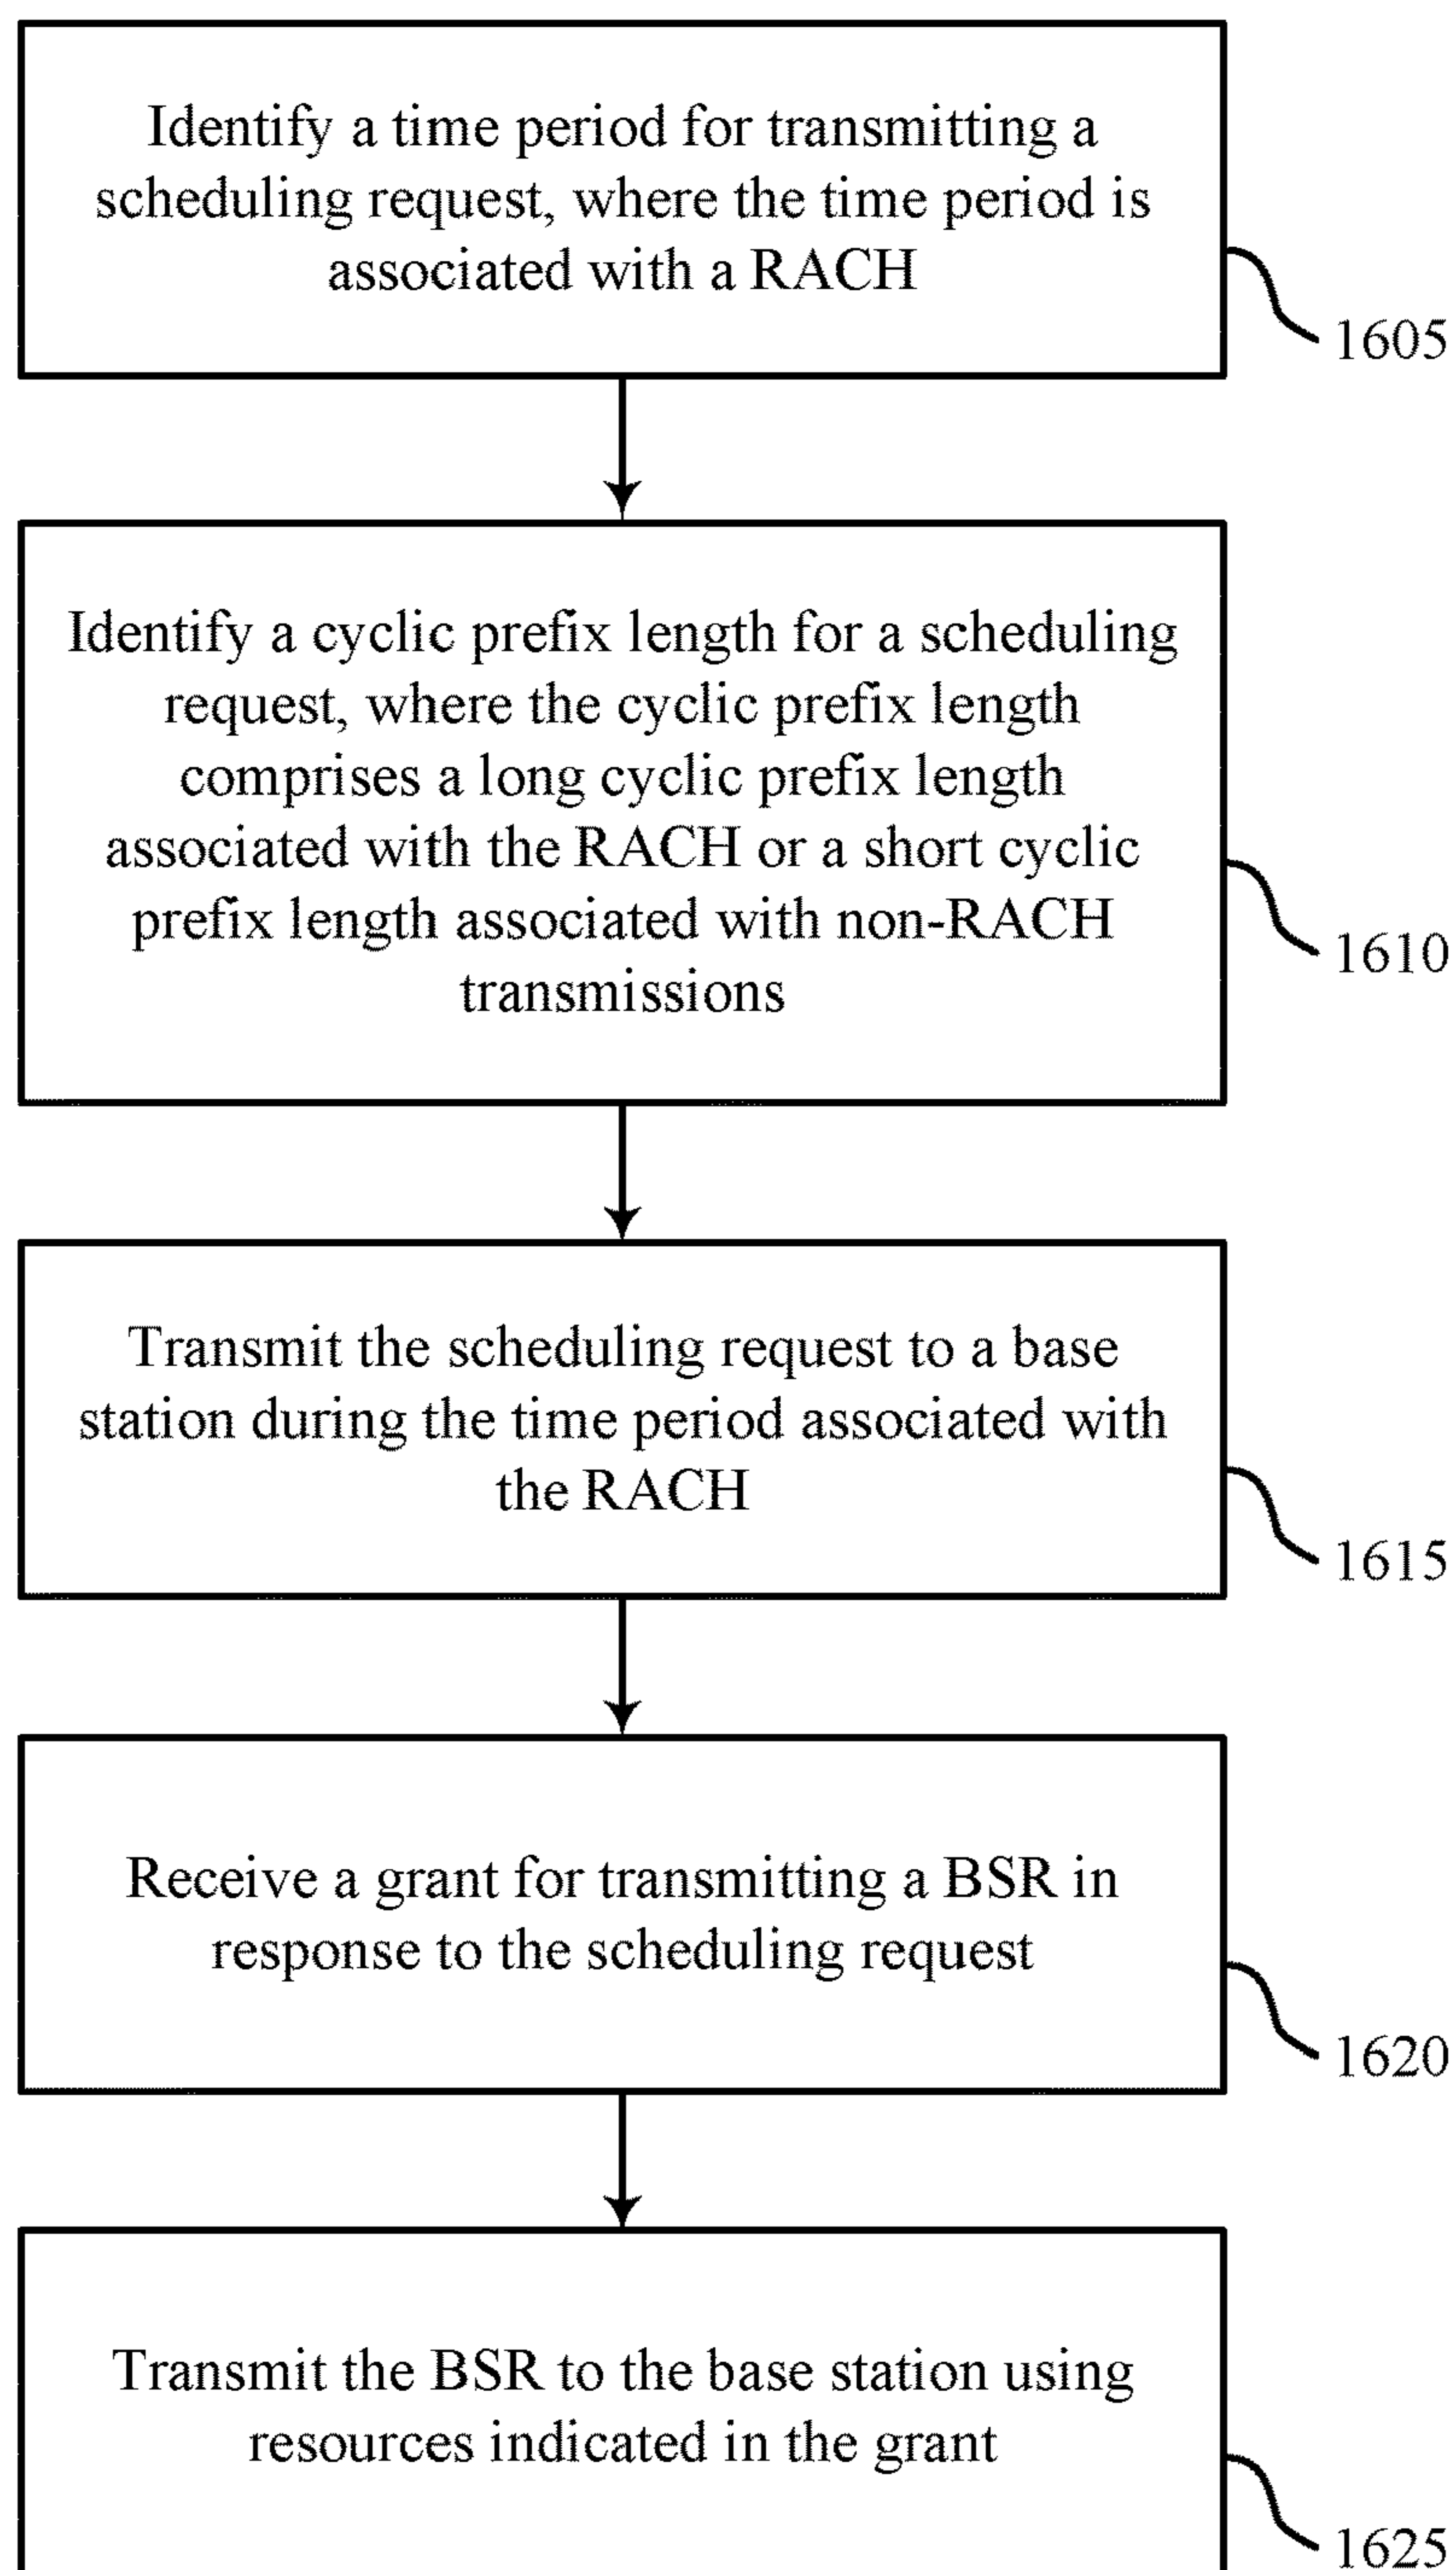 Identify a time period for transmitting a
scheduling request, where the time period is
associated with a RACH
1605
Identify a cyclic prefix length for a scheduling
request, where the cyclic prefix length
comprises a long cyclic prefix length
associated with the RACH or a short cyclic
prefix length associated with non-RACH
transmissions
1610
Transmit the scheduling request to a base
station during the time period associated with
the RACH
1615
Receive a grant for transmitting a BSR in
response to the scheduling request
1620
Transmit the BSR to the base station using
resources indicated in the grant
1625